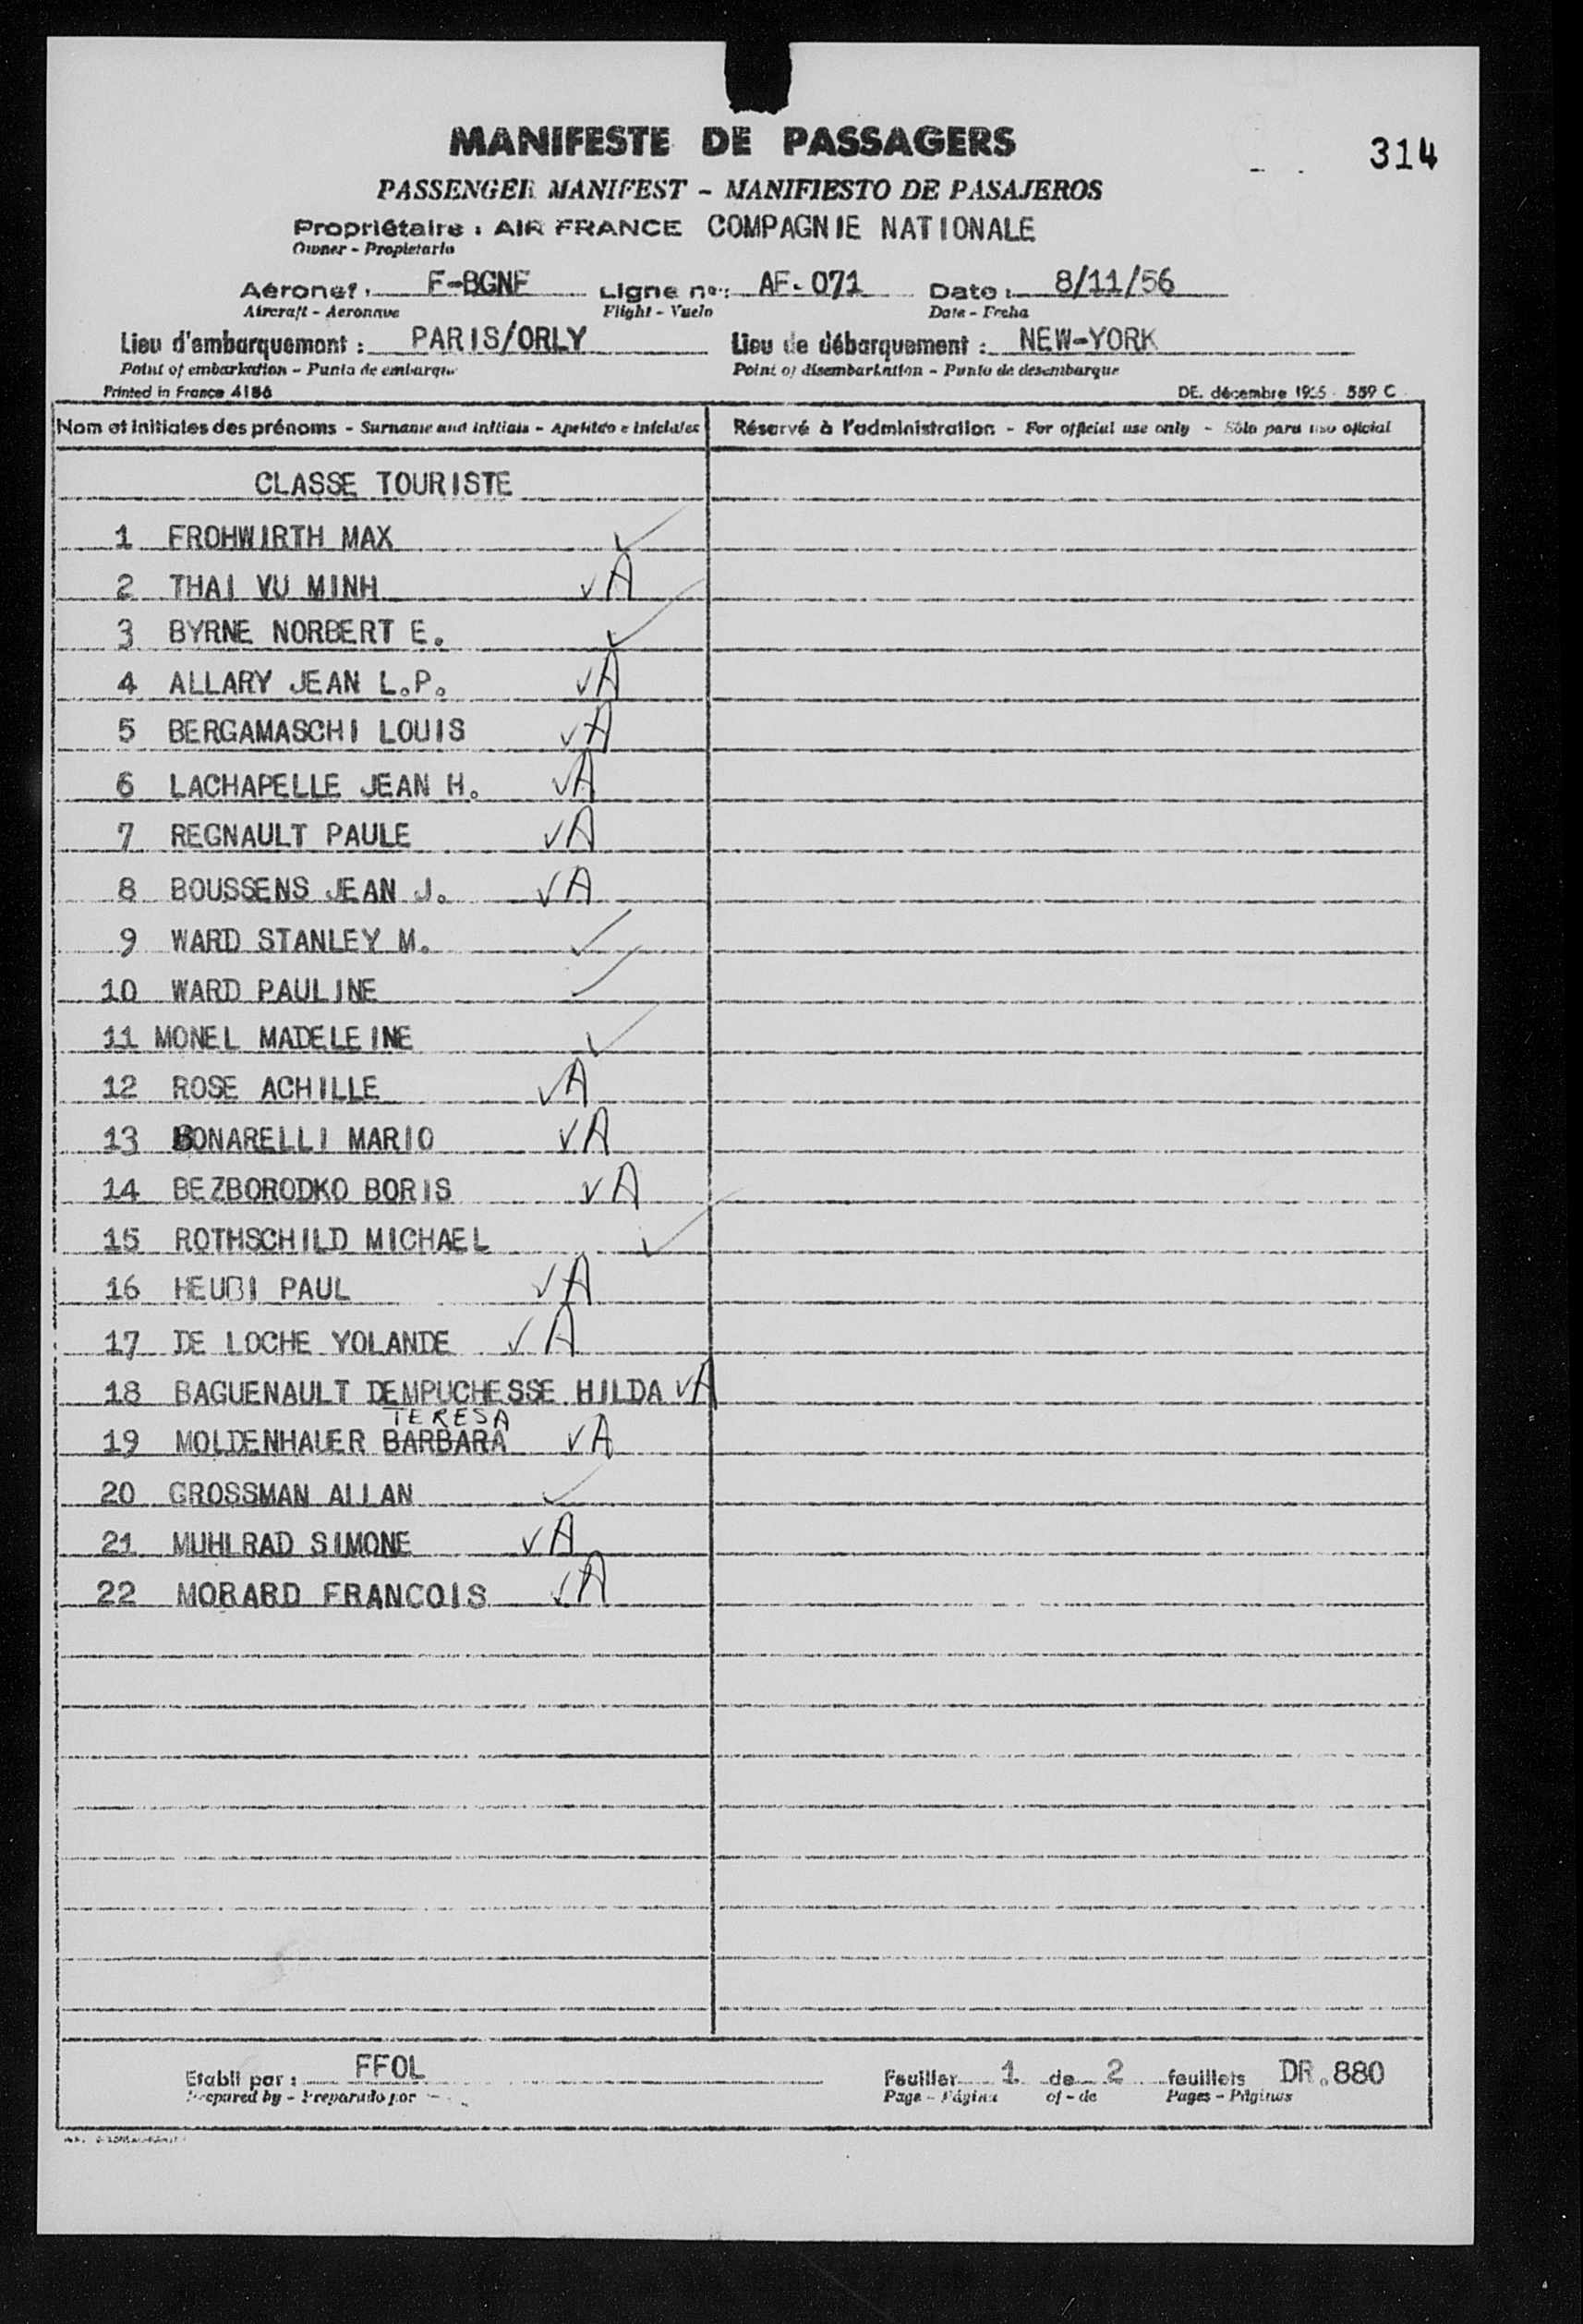 314
MANIFESTE DE PASSAGERS
PASSENGER MANIFEST - MANIFIESTO DE PASAJEROS
Propriétaire : AIR FRANCE COMPAGNIE NATIONALE
Owner - Propietario
Aéronef : F-BGNF Ligne n°: AF. 071 Date : 8/11/56
Aircraft - Aeronave Flight - Vuelo Date - Fecha
Lieu d'embarquement : PARIS/ORLY Lieu de débarquement : NEW-YORK
Point of embarkation - Punto de embarque Point of disembarkation - Punto de desembarque
Printed in France 4186 DE. décembre 1955 - 559 C
Nom et initiales des prénoms - Surname and initials - Apellido e iniciales Réservé à l'administration - For official use only - Sólo para uso oficial
CLASSE TOURISTE
1 FROHWIRTH MAX ✓
2 THAI VU MINH ✓ A
3 BYRNE NORBERT E. ✓
4 ALLARY JEAN L.P. ✓ A
5 BERGAMASCHI LOUIS ✓ A
6 LACHAPELLE JEAN H. ✓ A
7 REGNAULT PAULE ✓ A
8 BOUSSENS JEAN J. ✓ A
9 WARD STANLEY M. ✓
10 WARD PAULINE ✓
11 MONEL MADELEINE ✓
12 ROSE ACHILLE ✓ A
13 BONARELLI MARIO ✓ A
14 BEZBORODKO BORIS ✓ A
15 ROTHSCHILD MICHAEL ✓
16 HEUBI PAUL ✓ A
17 DE LOCHE YOLANDE ✓ A
18 BAGUENAULT DEMPUCHESSE HILDA ✓ A
TERESA
19 MOLDENHAUER BARBARA ✓ A
20 GROSSMAN ALLAN ✓
21 MUHLRAD SIMONE ✓ A
22 MORARD FRANCOIS ✓ A
Etabli par : FFOL Feuillet 1 de 2 feuillets DR.880
Prepared by - Preparado por Page - Página of - de Pages - Páginas